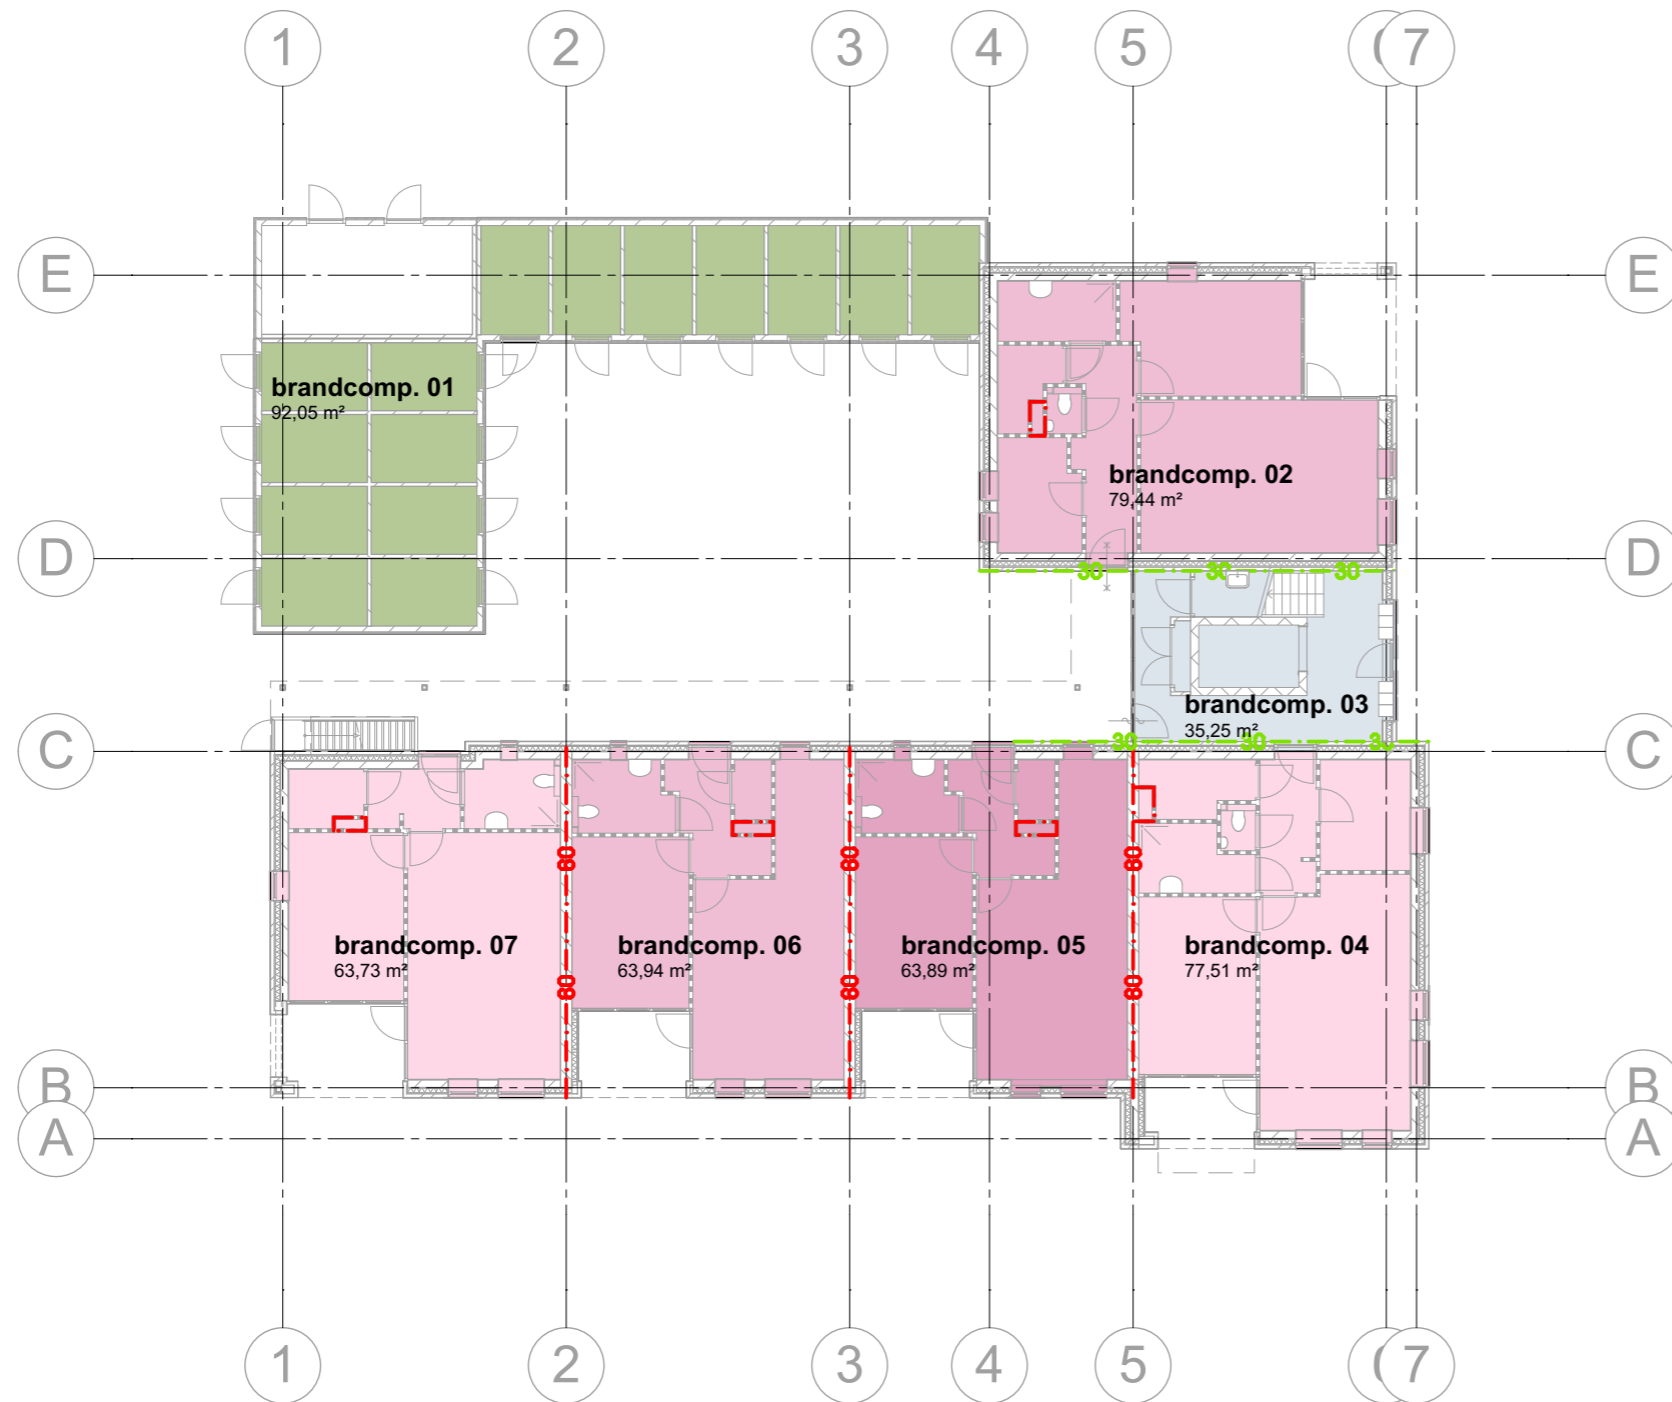 1 2 3 4 5 7
E E
brandcomp. 01
92,05 m²
brandcomp. 02
79,44 m²
D D
30 30 30
brandcomp. 03
35,25 m²
C C
30 30 30
60 60 60
brandcomp. 07
63,73 m²
brandcomp. 06
63,94 m²
brandcomp. 05
63,89 m²
brandcomp. 04
77,51 m²
60 60 60
B B
A A
1 2 3 4 5 7